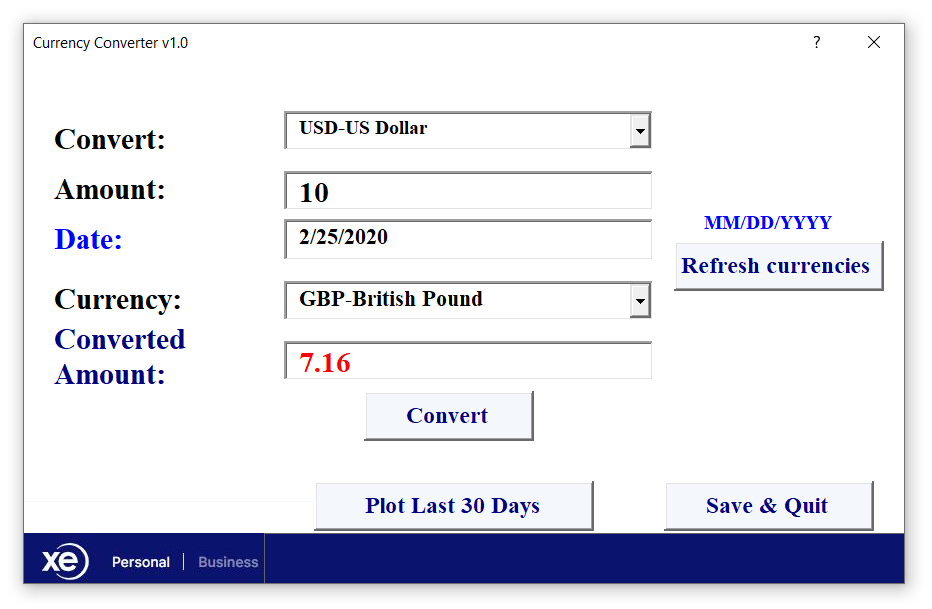 Currency Converter v1.0 ?
Convert: USD-US Dollar
Amount: 10
MM/DD/YYYY
Date: 2/25/2020
Refresh currencies
Currency: GBP-British Pound
Converted
Amount: 7.16
Convert
Plot Last 30 Days Save & Quit
xe Personal | Business